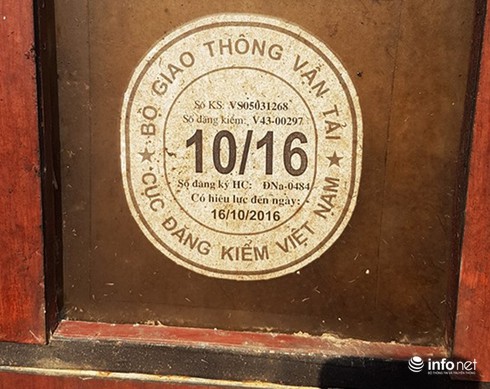 BỘ GIAO THÔNG VẬN TẢI
Số KS: VS05031268
Số đăng kiểm: V43-00297
10/16
Số đăng ký HC: ĐNa-0484
Có hiệu lực đến ngày:
16/10/2016
★ CỤC ĐĂNG KIỂM VIỆT NAM ★
infonet